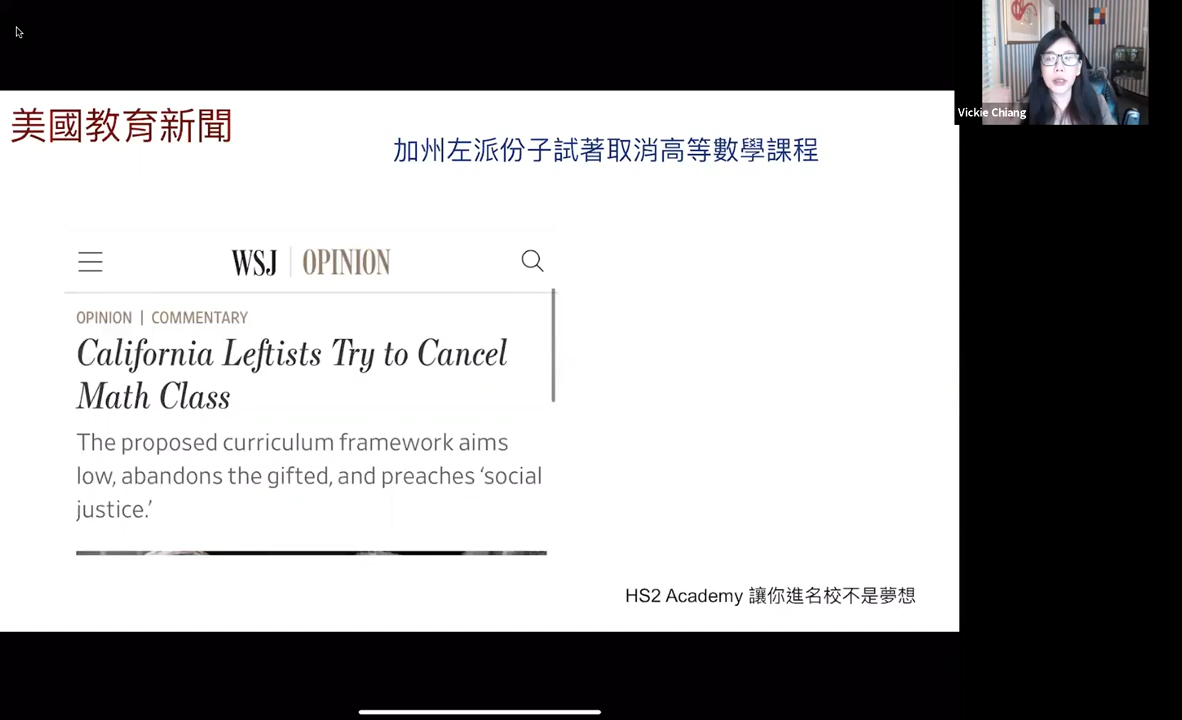 美國教育新聞
加州左派份子試著取消高等數學課程
Vickie Chiang
WSJ | OPINION
OPINION | COMMENTARY
California Leftists Try to Cancel
Math Class
The proposed curriculum framework aims
low, abandons the gifted, and preaches ‘social
justice.’
HS2 Academy 讓你進名校不是夢想